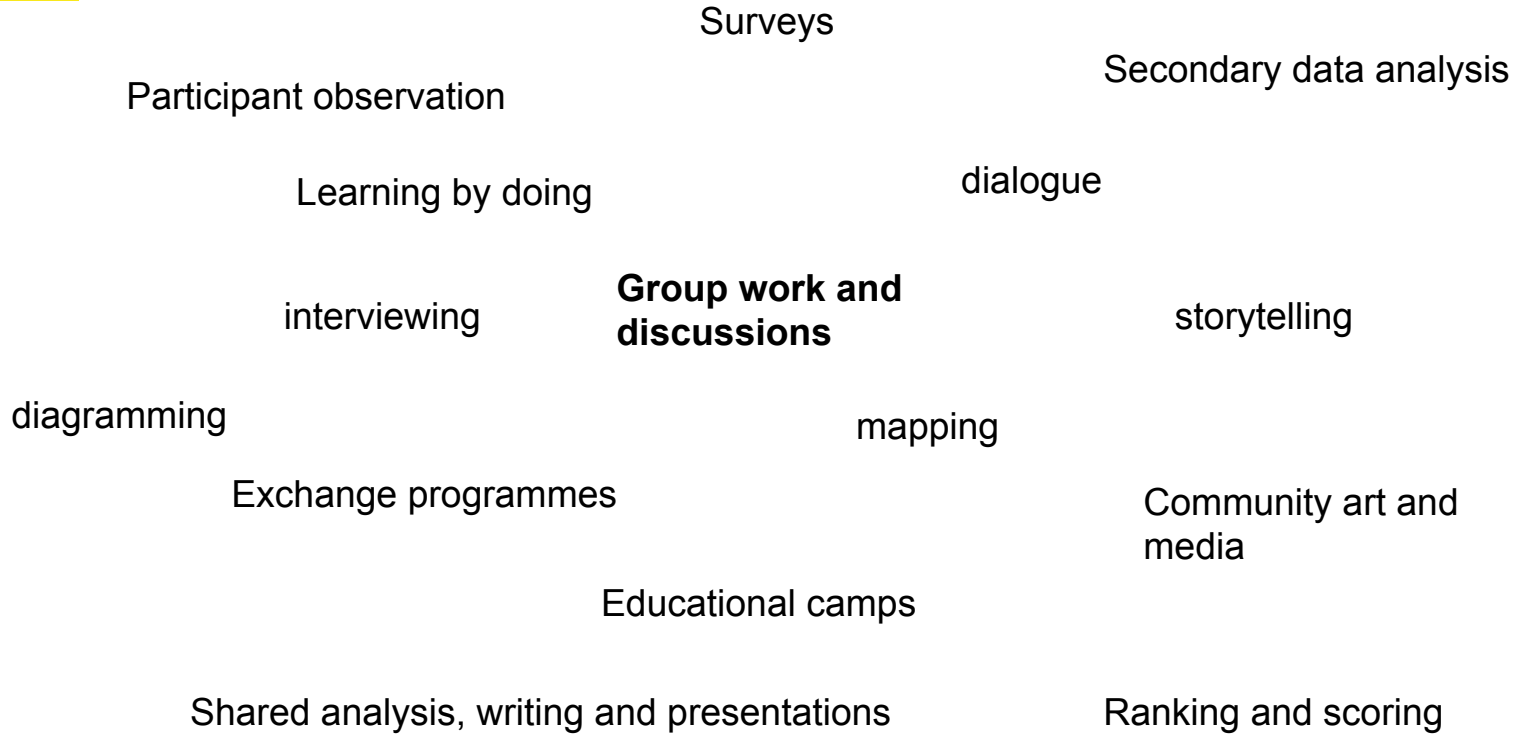 Surveys
Secondary data analysis
Participant observation
dialogue
Learning by doing
Group work and
discussions
interviewing
storytelling
diagramming
mapping
Exchange programmes
Community art and
media
Educational camps
Shared analysis, writing and presentations
Ranking and scoring